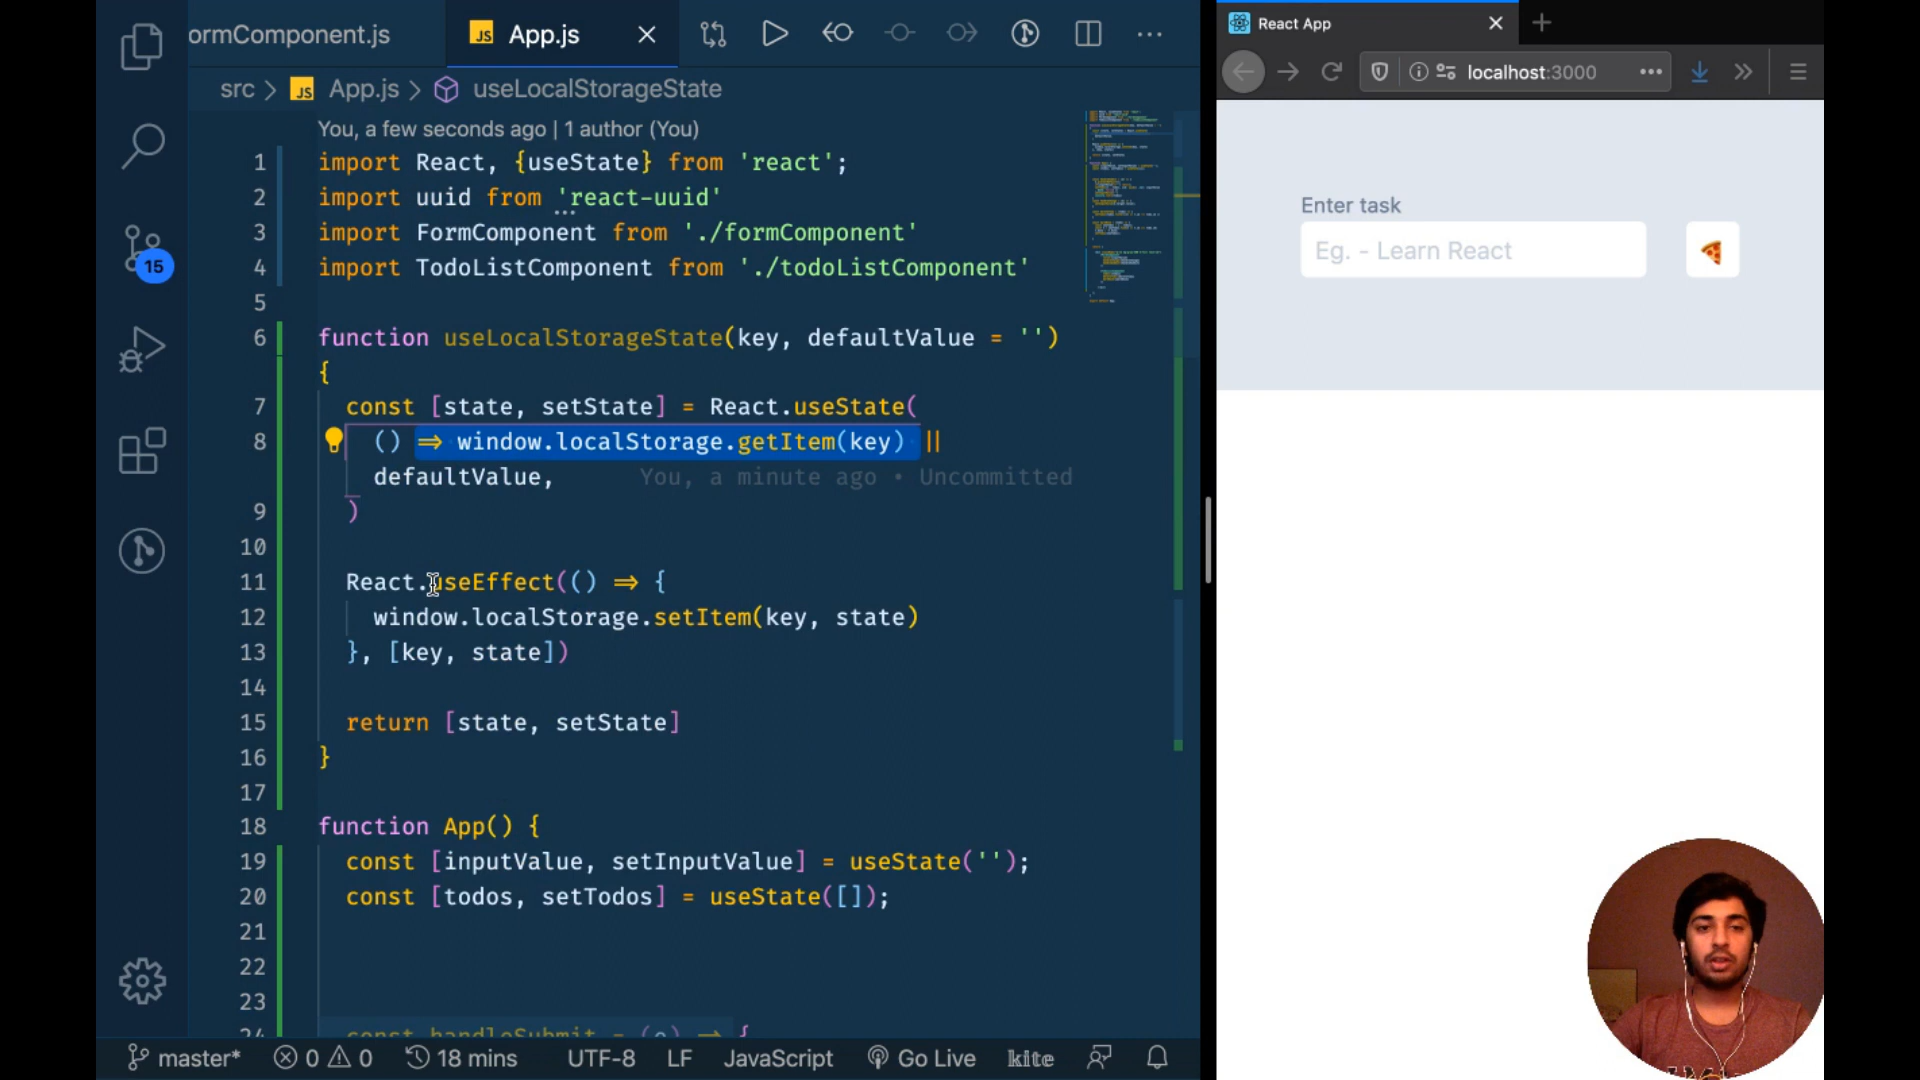 ormComponent.js
JS App.js
src > JS App.js > useLocalStorageState
You, a few seconds ago | 1 author (You)
1 import React, {useState} from 'react';
2 import uuid from 'react-uuid'
3 import FormComponent from './formComponent'
4 import TodoListComponent from './todoListComponent'
5
6 function useLocalStorageState(key, defaultValue = '')
{
7 const [state, setState] = React.useState(
8 () => window.localStorage.getItem(key) ||
defaultValue, You, a minute ago • Uncommitted
9 )
10
11 React.useEffect(() => {
12 window.localStorage.setItem(key, state)
13 }, [key, state])
14
15 return [state, setState]
16 }
17
18 function App() {
19 const [inputValue, setInputValue] = useState('');
20 const [todos, setTodos] = useState([]);
21
22
23
24 const handleSubmit = (e) => {
15
master* 0 0 18 mins UTF-8 LF JavaScript Go Live kite
React App
localhost:3000
Enter task
Eg. - Learn React